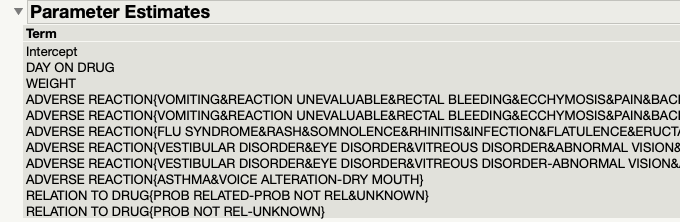 Parameter Estimates
Term
Intercept
DAY ON DRUG
WEIGHT
ADVERSE REACTION{VOMITING&REACTION UNEVALUABLE&RECTAL BLEEDING&ECCHYMOSIS&PAIN&BACK
ADVERSE REACTION{VOMITING&REACTION UNEVALUABLE&RECTAL BLEEDING&ECCHYMOSIS&PAIN&BACK
ADVERSE REACTION{FLU SYNDROME&RASH&SOMNOLENCE&RHINITIS&INFECTION&FLATULENCE&ERUCTA
ADVERSE REACTION{VESTIBULAR DISORDER&EYE DISORDER&VITREOUS DISORDER&ABNORMAL VISION&
ADVERSE REACTION{VESTIBULAR DISORDER&EYE DISORDER&VITREOUS DISORDER-ABNORMAL VISION&
ADVERSE REACTION{ASTHMA&VOICE ALTERATION-DRY MOUTH}
RELATION TO DRUG{PROB RELATED-PROB NOT REL&UNKNOWN}
RELATION TO DRUG{PROB NOT REL-UNKNOWN}